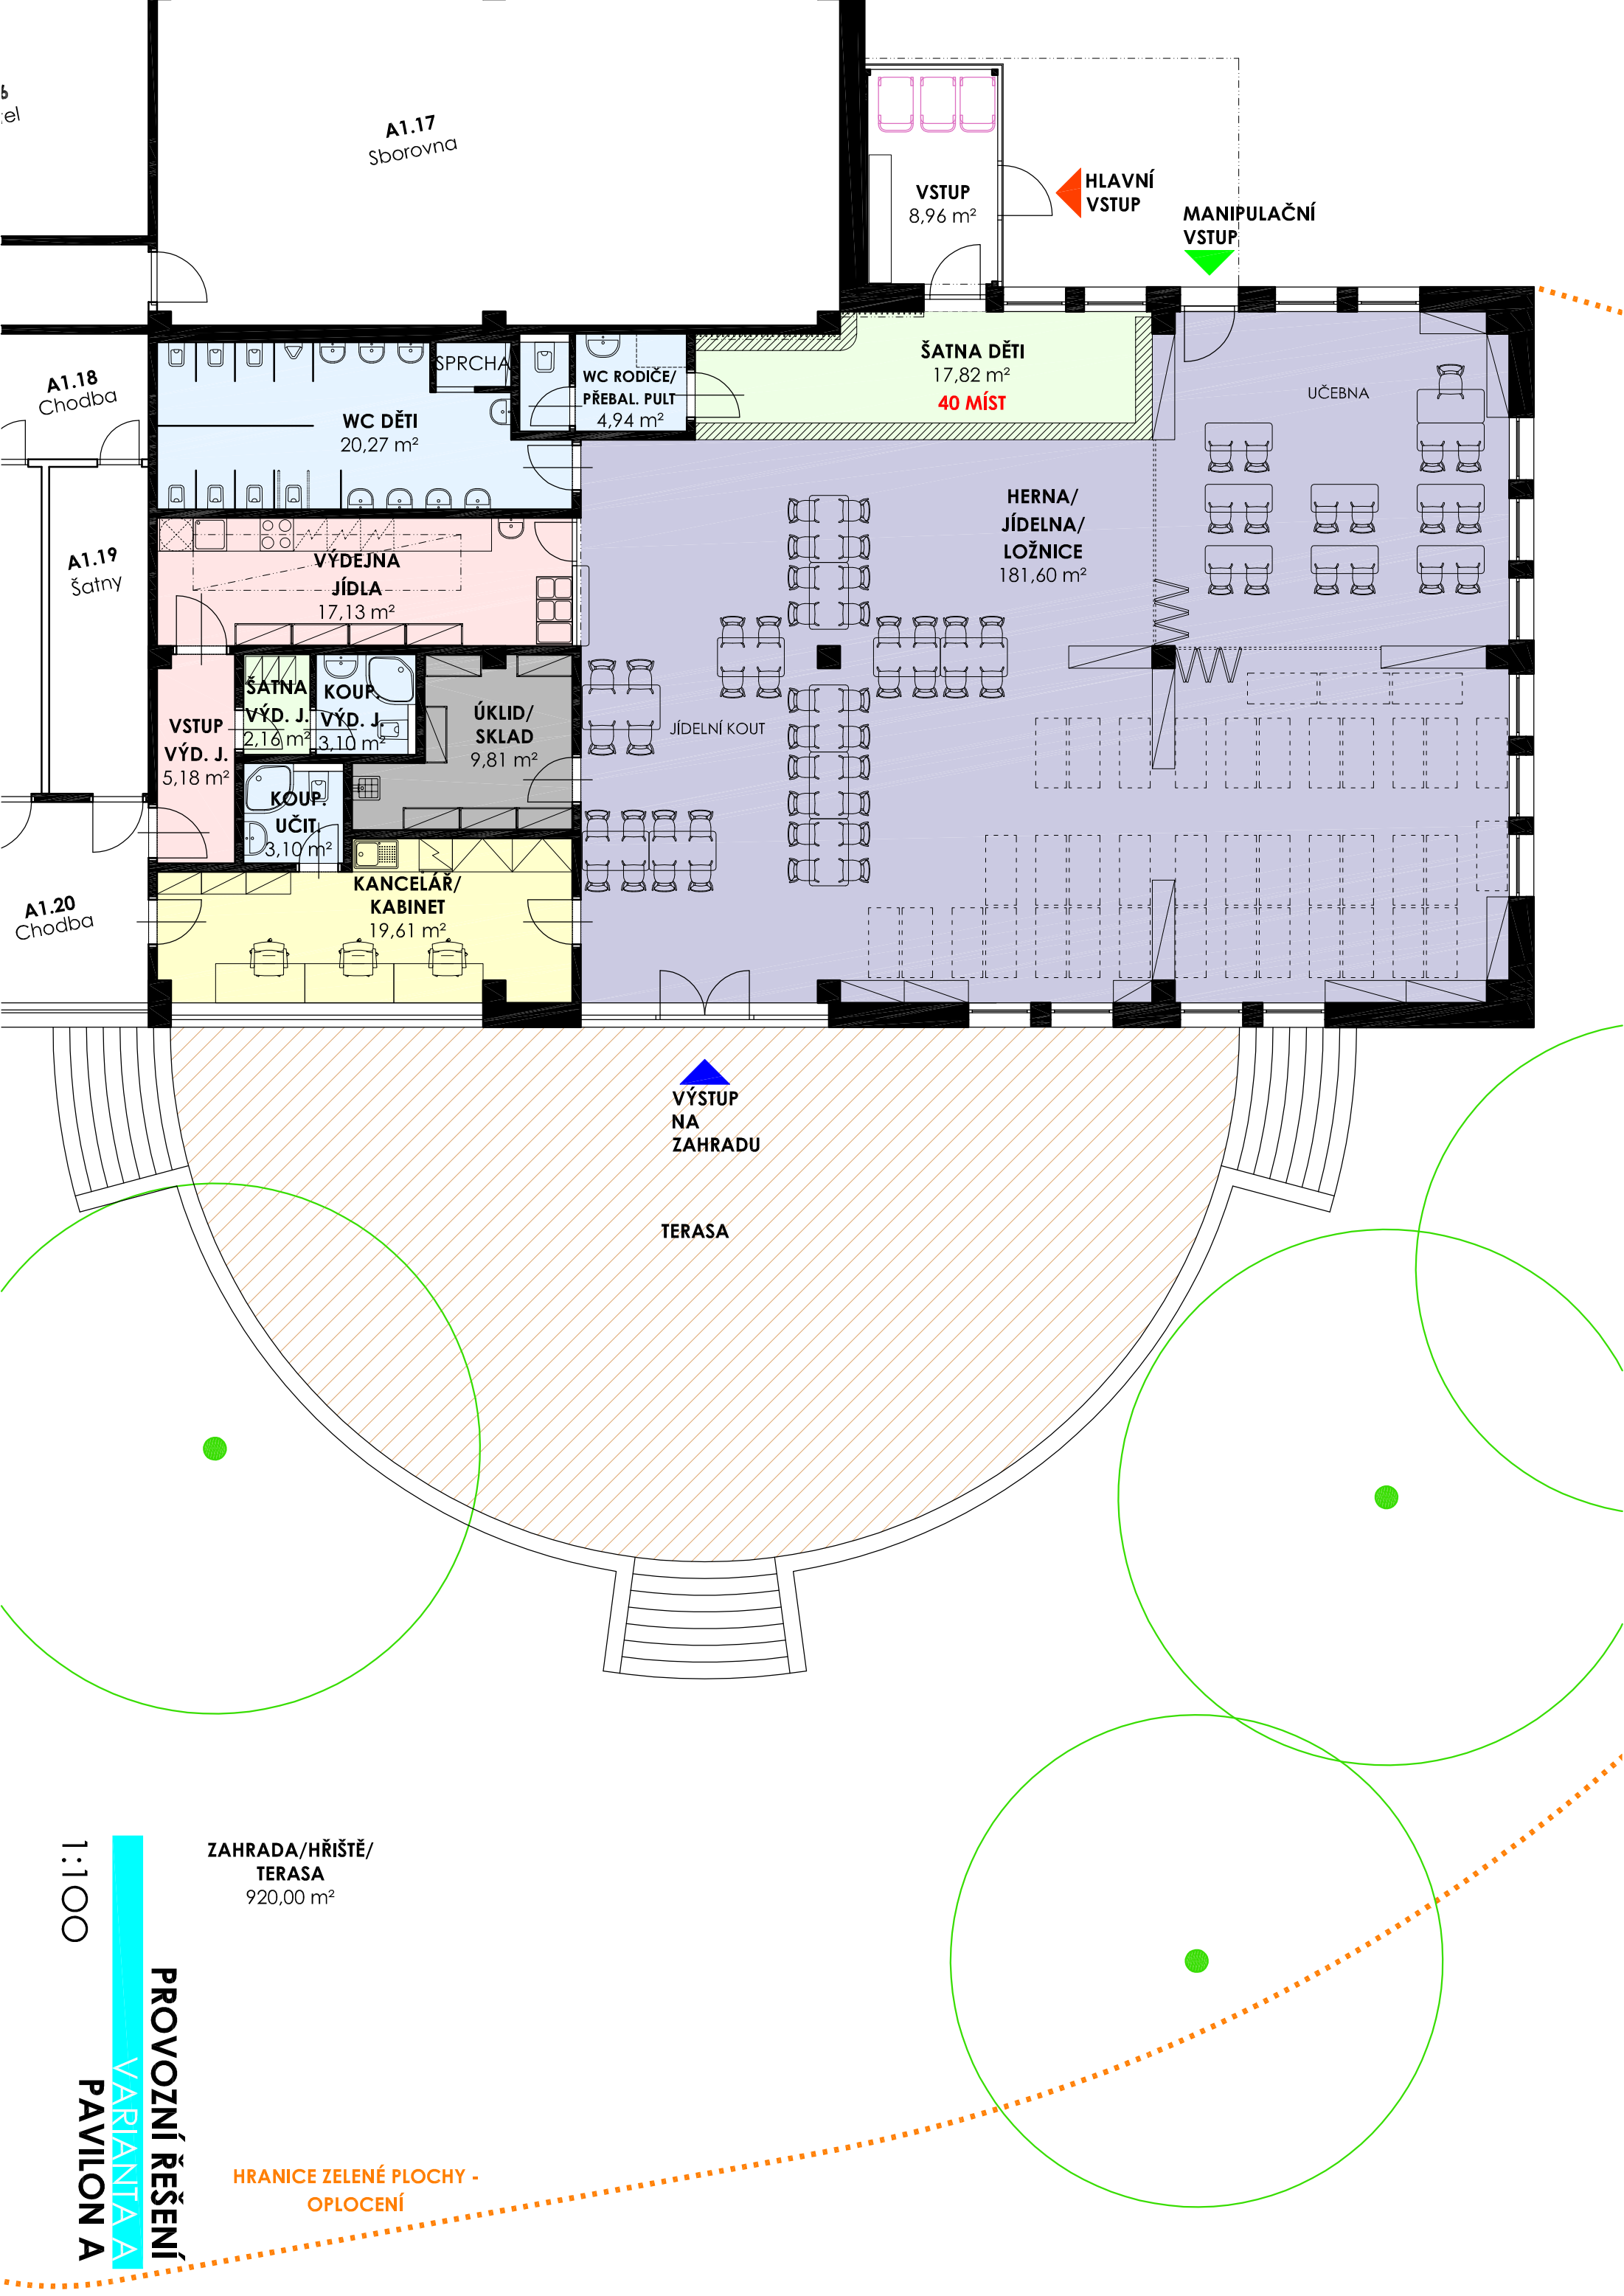 A1.17
Sborovna
VSTUP
8,96 m²
HLAVNÍ
VSTUP
MANIPULAČNÍ
VSTUP
A1.18
Chodba
SPRCHA
WC DĚTI
20,27 m²
WC RODIČE/
PŘEBAL. PULT
4,94 m²
ŠATNA DĚTI
17,82 m²
40 MÍST
UČEBNA
HERNA/
JÍDELNA/
LOŽNICE
181,60 m²
A1.19
Šatny
VÝDEJNA
JÍDLA
17,13 m²
VSTUP
VÝD. J.
5,18 m²
ŠATNA
VÝD. J.
2,16 m²
KOUP.
VÝD. J.
3,10 m²
ÚKLID/
SKLAD
9,81 m²
JÍDELNÍ KOUT
KOUP.
UČIT.
3,10 m²
KANCELÁŘ/
KABINET
19,61 m²
A1.20
Chodba
VÝSTUP
NA
ZAHRADU
TERASA
ZAHRADA/HŘIŠTĚ/
TERASA
920,00 m²
PROVOZNÍ ŘEŠENÍ
VARIANTA A
PAVILON A
1:100
HRANICE ZELENÉ PLOCHY -
OPLOCENÍ